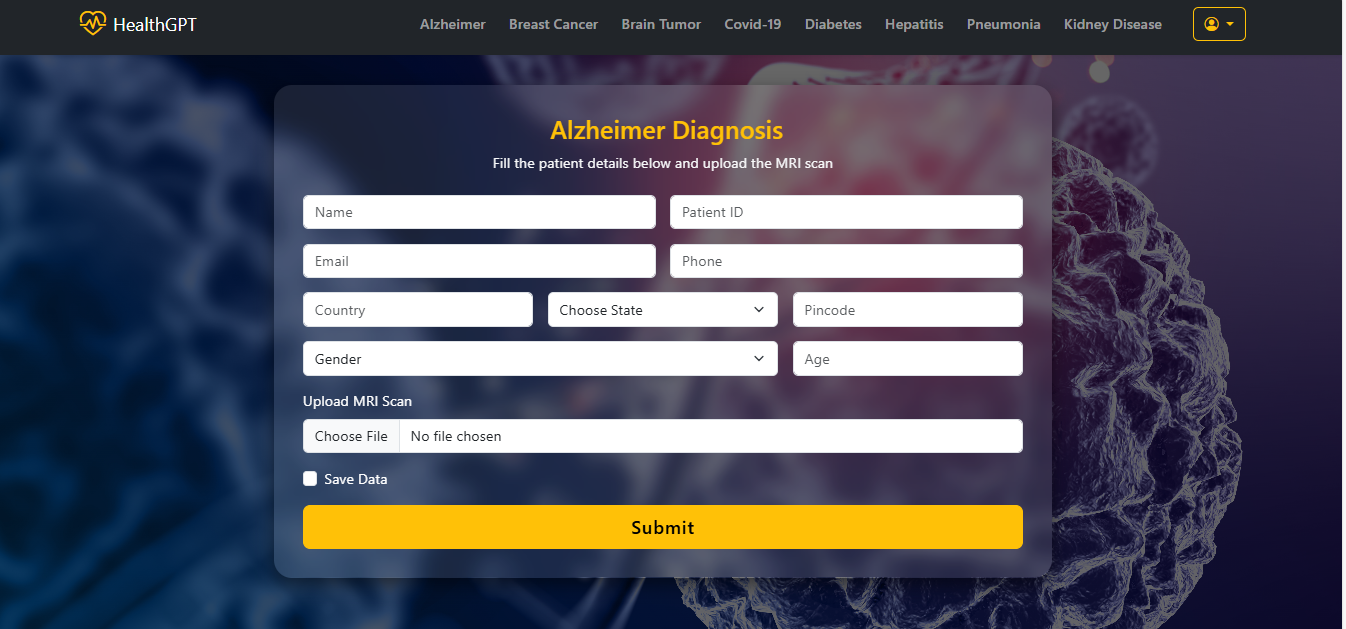 HealthGPT Alzheimer Breast Cancer Brain Tumor Covid-19 Diabetes Hepatitis Pneumonia Kidney Disease
Alzheimer Diagnosis
Fill the patient details below and upload the MRI scan
Name Patient ID
Email Phone
Country Choose State Pincode
Gender Age
Upload MRI Scan
Choose File No file chosen
Save Data
Submit